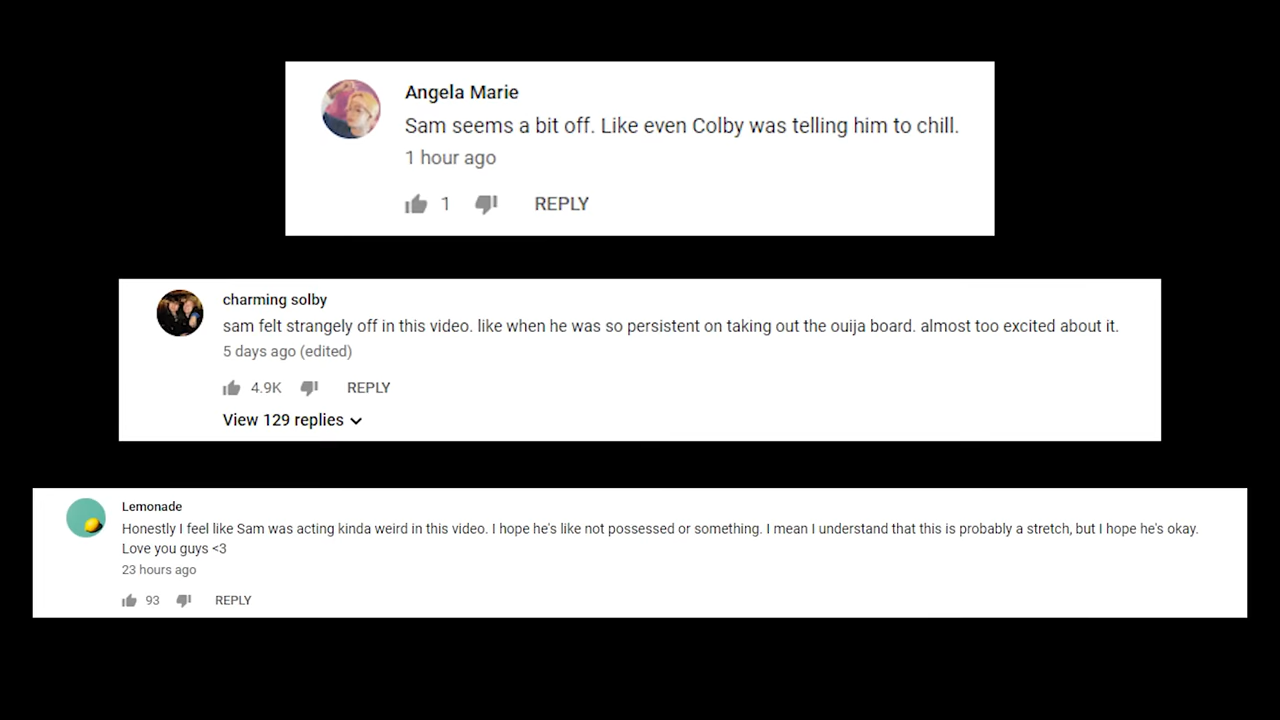 Angela Marie
Sam seems a bit off. Like even Colby was telling him to chill.
1 hour ago
1 REPLY
charming solby
sam felt strangely off in this video. like when he was so persistent on taking out the ouija board. almost too excited about it.
5 days ago (edited)
4.9K REPLY
View 129 replies
Lemonade
Honestly I feel like Sam was acting kinda weird in this video. I hope he's like not possessed or something. I mean I understand that this is probably a stretch, but I hope he's okay.
Love you guys <3
23 hours ago
93 REPLY